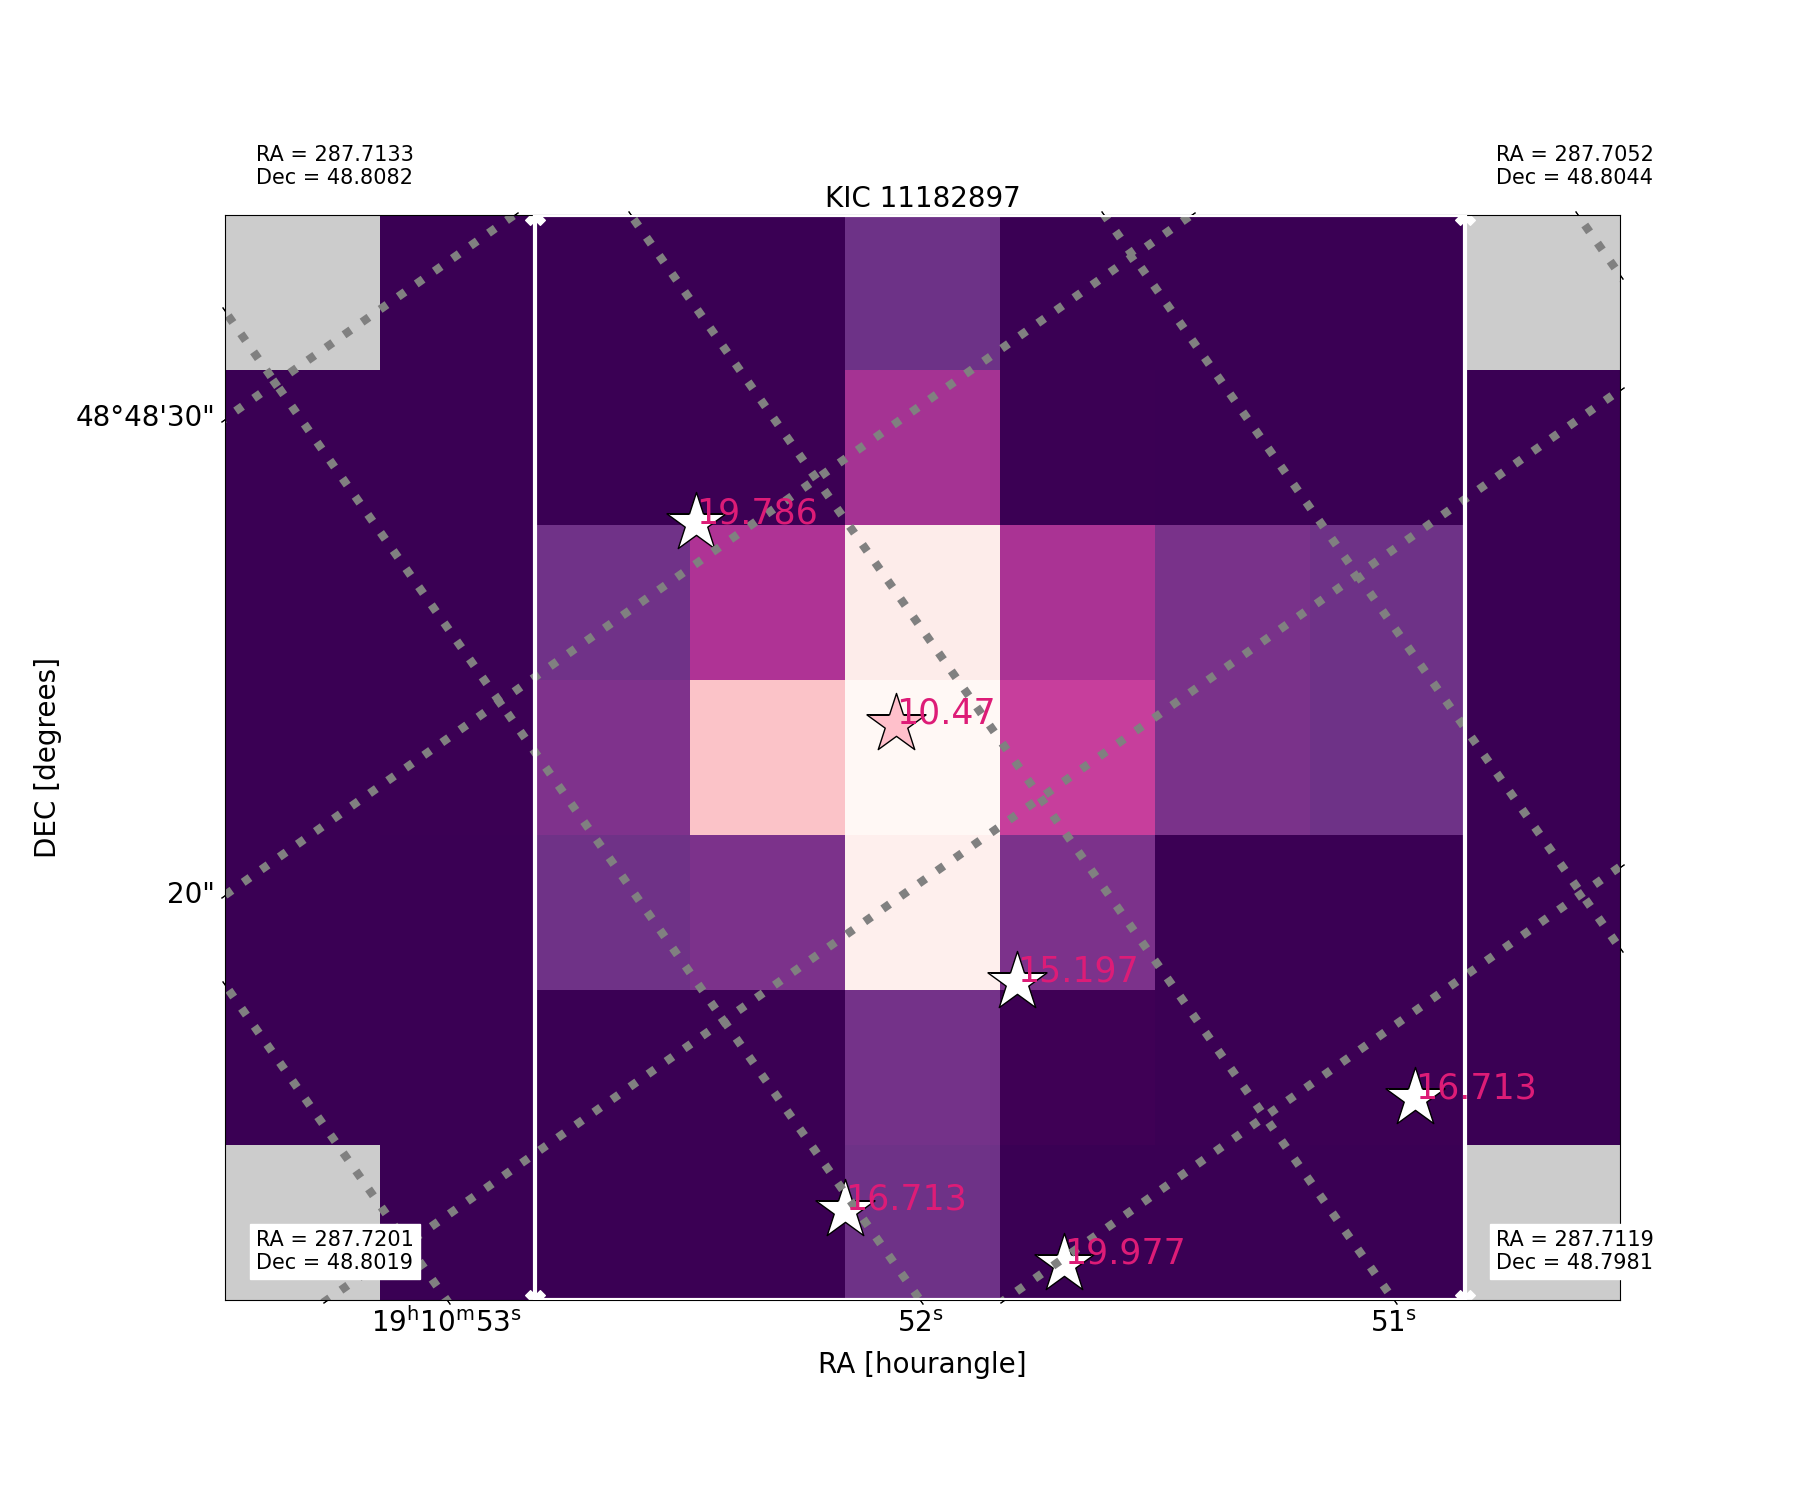 RA = 287.7133
Dec = 48.8082
RA = 287.7052
Dec = 48.8044
KIC 11182897
48°48'30"
19.786
10.47
DEC [degrees]
20"
15.197
16.713
16.713
19.977
RA = 287.7201
Dec = 48.8019
RA = 287.7119
Dec = 48.7981
19ʰ10ᵐ53ˢ
52ˢ
51ˢ
RA [hourangle]